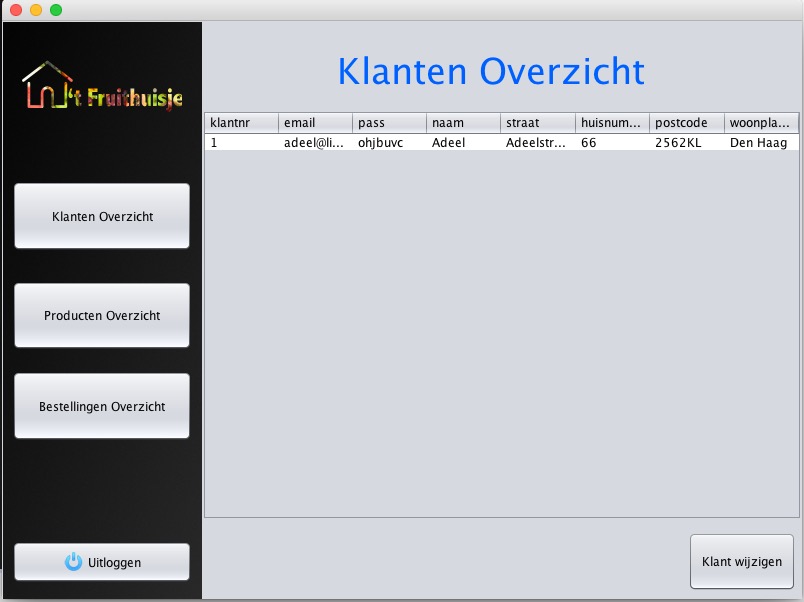 't Fruithuisje
Klanten Overzicht
Producten Overzicht
Bestellingen Overzicht
Uitloggen
Klanten Overzicht
klantnr email pass naam straat huisnum... postcode woonpla...
1 adeel@li... ohjbuvc Adeel Adeelstr... 66 2562KL Den Haag
Klant wijzigen